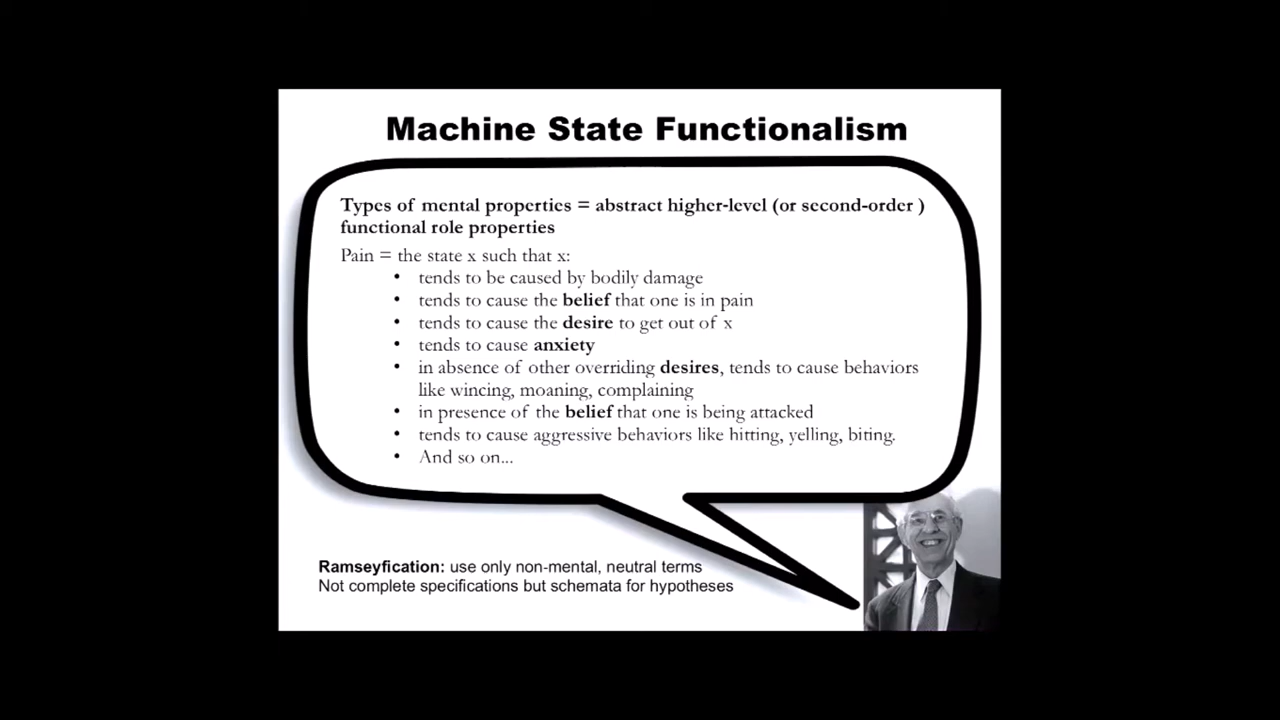 Machine State Functionalism
Types of mental properties = abstract higher-level (or second-order )
functional role properties
Pain = the state x such that x:
• tends to be caused by bodily damage
• tends to cause the belief that one is in pain
• tends to cause the desire to get out of x
• tends to cause anxiety
• in absence of other overriding desires, tends to cause behaviors
like wincing, moaning, complaining
• in presence of the belief that one is being attacked
• tends to cause aggressive behaviors like hitting, yelling, biting.
• And so on...
Ramseyfication: use only non-mental, neutral terms
Not complete specifications but schemata for hypotheses